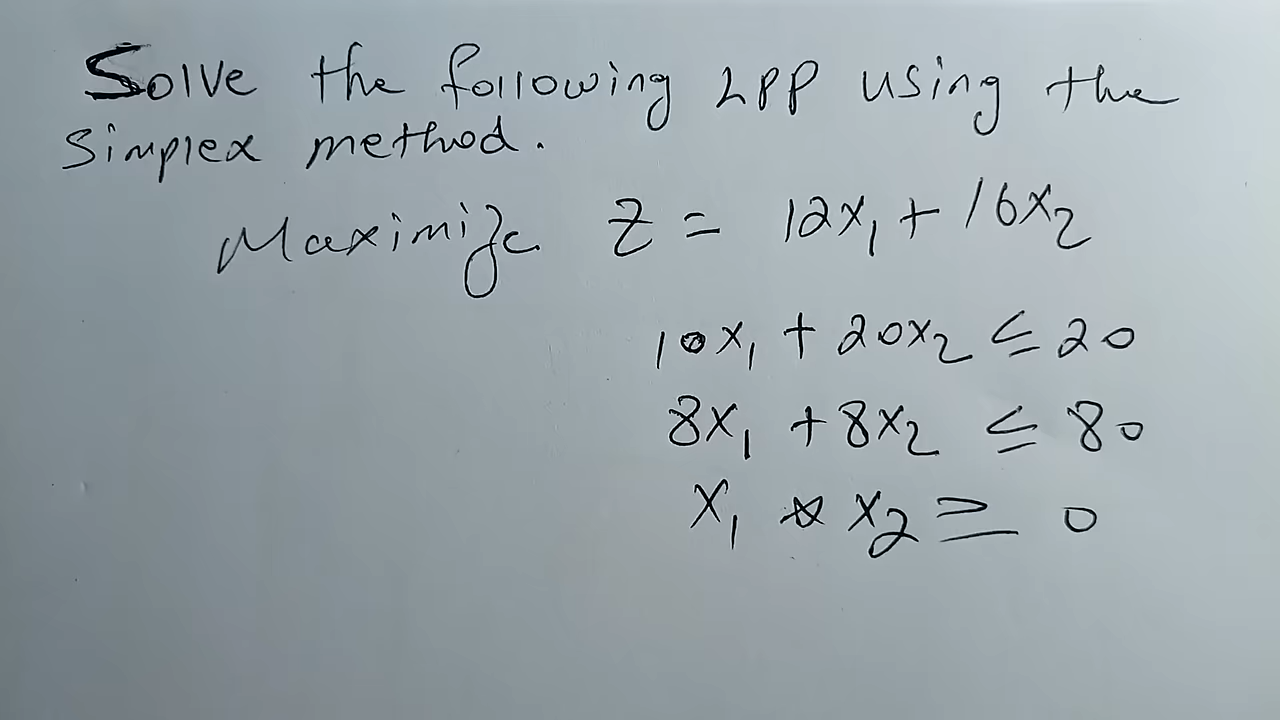 Solve the following LPP using the
simplex method.
Maximize Z = 12x₁ + 16x₂
10x₁ + 20x₂ ≤ 20
8x₁ + 8x₂ ≤ 80
x₁ x₂ ≥ 0